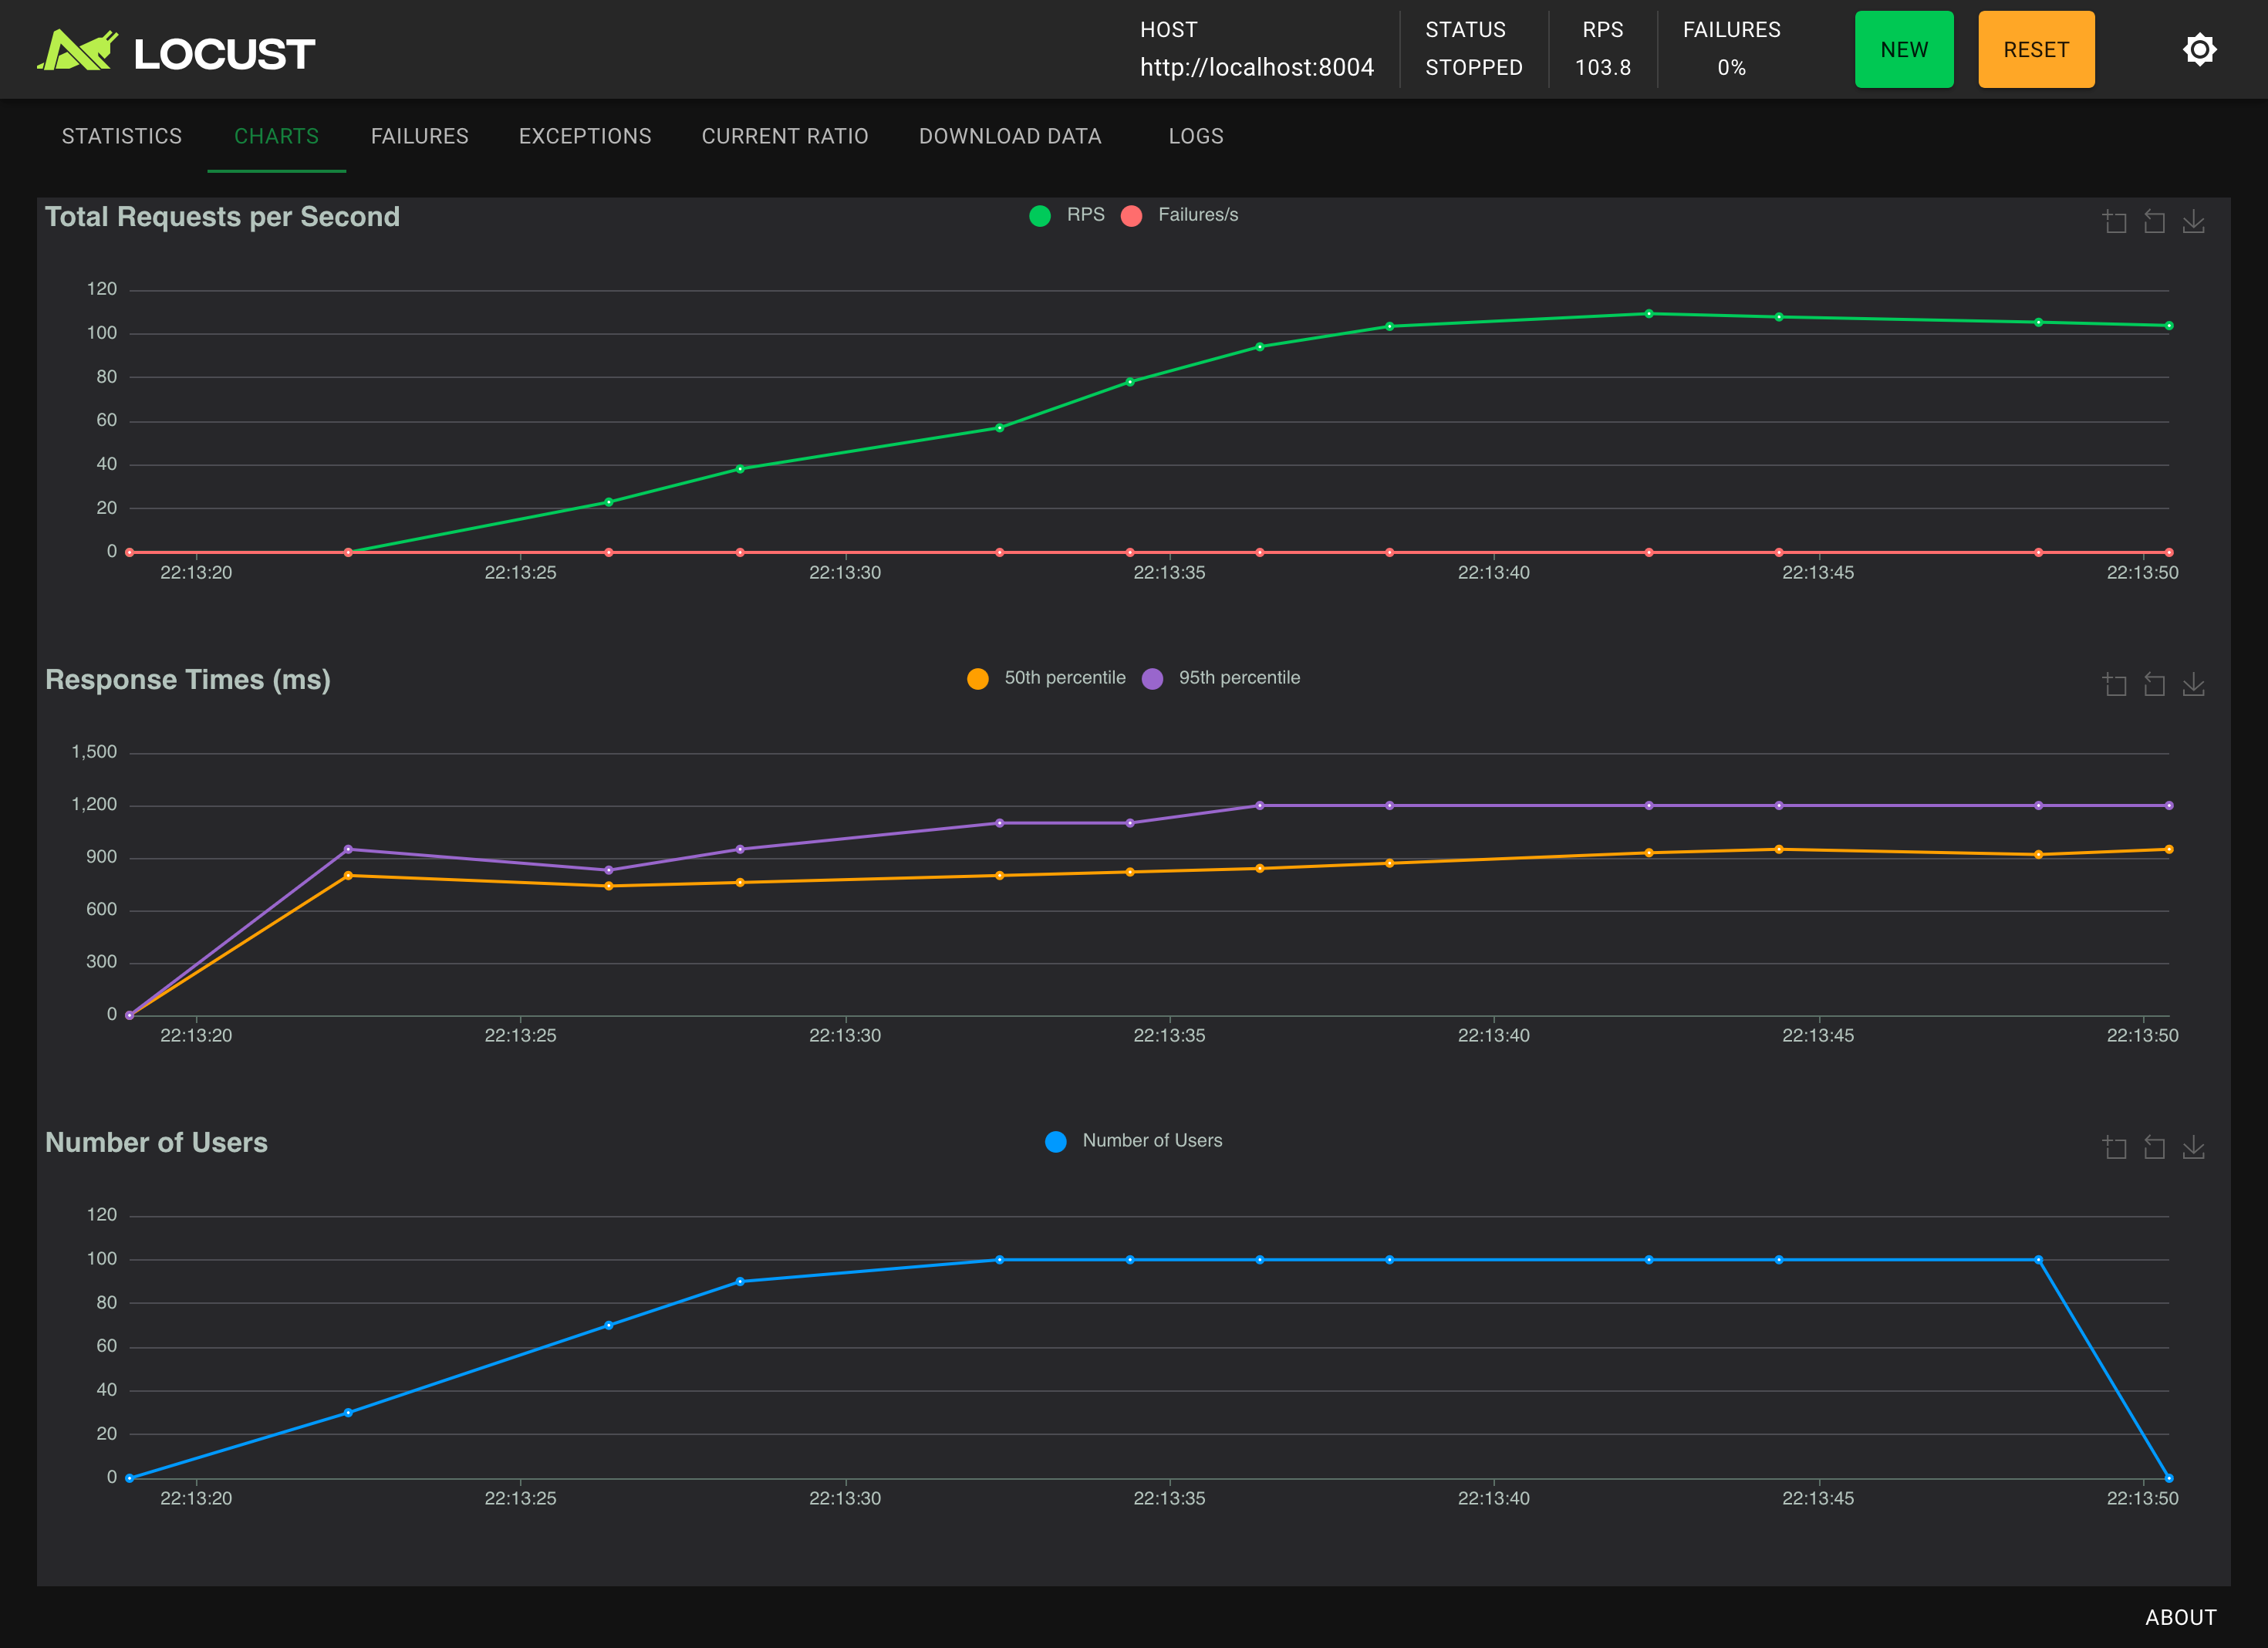 LOCUST
HOST
http://localhost:8004
STATUS
STOPPED
RPS
103.8
FAILURES
0%
NEW
RESET
STATISTICS
CHARTS
FAILURES
EXCEPTIONS
CURRENT RATIO
DOWNLOAD DATA
LOGS
Total Requests per Second
RPS
Failures/s
120
100
80
60
40
20
0
22:13:20
22:13:25
22:13:30
22:13:35
22:13:40
22:13:45
22:13:50
Response Times (ms)
50th percentile
95th percentile
1,500
1,200
900
600
300
0
22:13:20
22:13:25
22:13:30
22:13:35
22:13:40
22:13:45
22:13:50
Number of Users
Number of Users
120
100
80
60
40
20
0
22:13:20
22:13:25
22:13:30
22:13:35
22:13:40
22:13:45
22:13:50
ABOUT